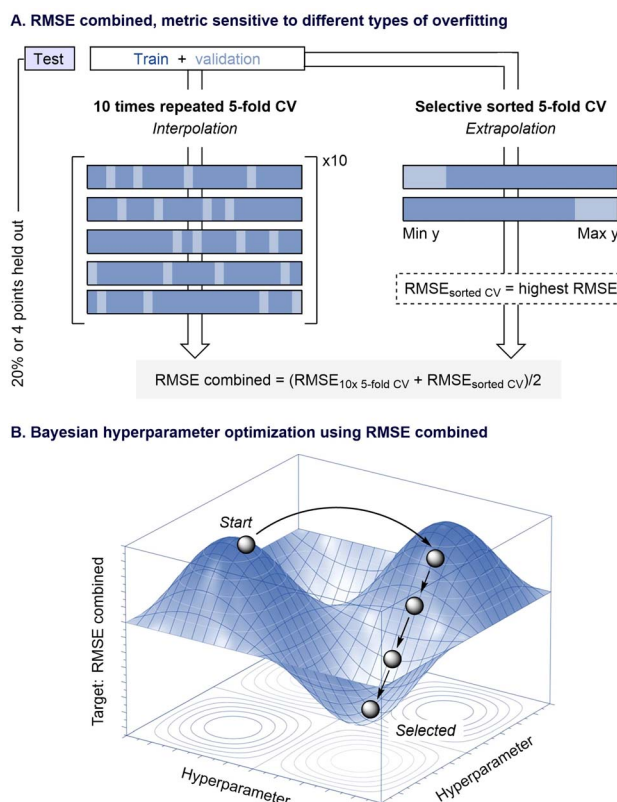 A. RMSE combined, metric sensitive to different types of overfitting
Test
Train + validation
10 times repeated 5-fold CV
Interpolation
Selective sorted 5-fold CV
Extrapolation
x10
20% or 4 points held out
Min y
Max y
RMSEsorted CV = highest RMSE
RMSE combined = (RMSE10x 5-fold CV + RMSEsorted CV)/2
B. Bayesian hyperparameter optimization using RMSE combined
Start
Target: RMSE combined
Selected
Hyperparameter
Hyperparameter